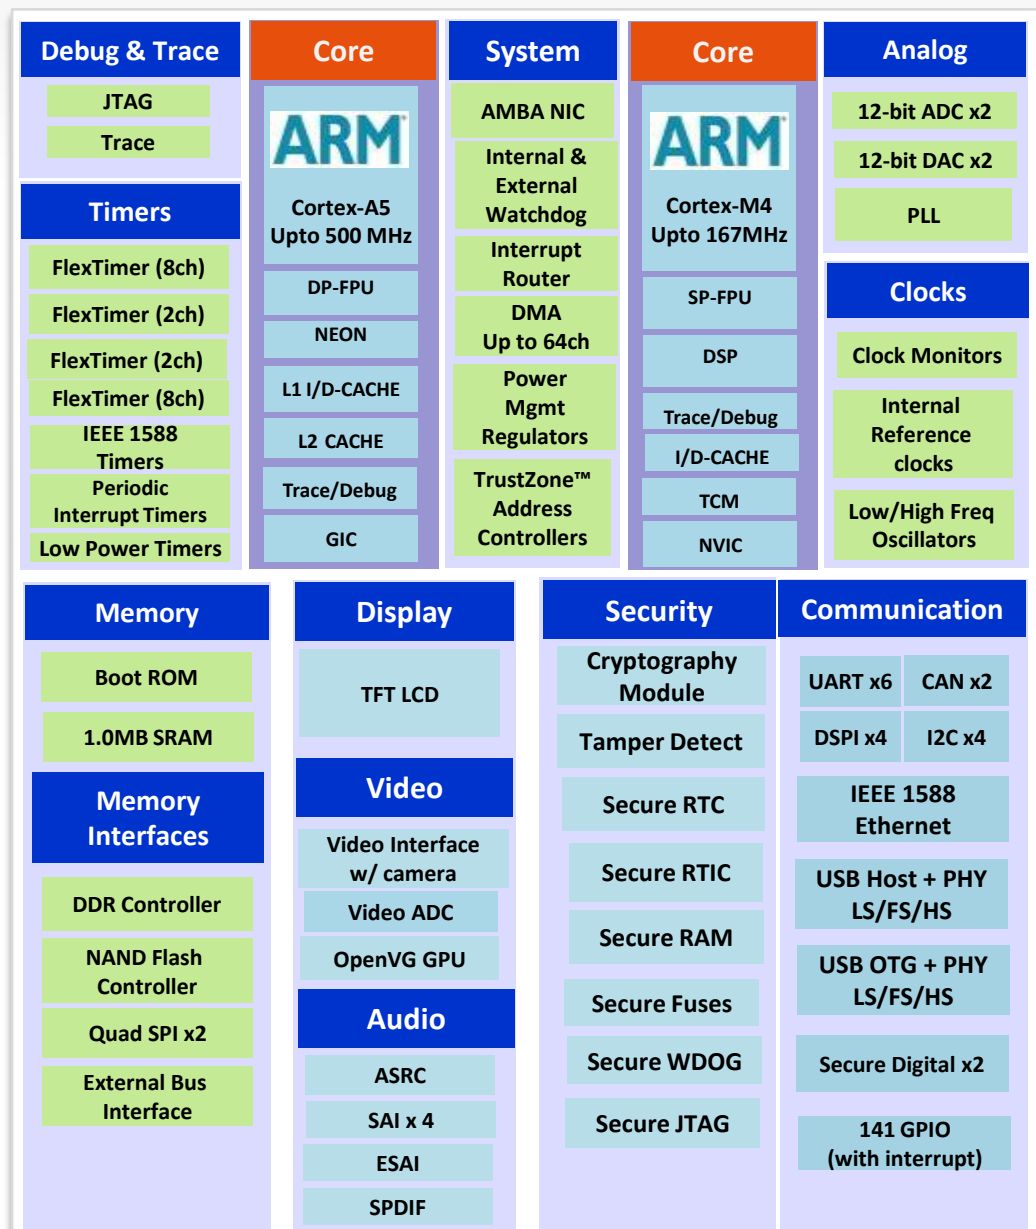 Debug & Trace
JTAG
Trace
Timers
FlexTimer (8ch)
FlexTimer (2ch)
FlexTimer (2ch)
FlexTimer (8ch)
IEEE 1588
Timers
Periodic
Interrupt Timers
Low Power Timers
Core
ARM
Cortex-A5
Upto 500 MHz
DP-FPU
NEON
L1 I/D-CACHE
L2 CACHE
Trace/Debug
GIC
System
AMBA NIC
Internal &
External
Watchdog
Interrupt
Router
DMA
Up to 64ch
Power
Mgmt
Regulators
TrustZone™
Address
Controllers
Core
ARM
Cortex-M4
Upto 167MHz
SP-FPU
DSP
Trace/Debug
I/D-CACHE
TCM
NVIC
Analog
12-bit ADC x2
12-bit DAC x2
PLL
Clocks
Clock Monitors
Internal
Reference
clocks
Low/High Freq
Oscillators
Memory
Boot ROM
1.0MB SRAM
Memory
Interfaces
DDR Controller
NAND Flash
Controller
Quad SPI x2
External Bus
Interface
Display
TFT LCD
Video
Video Interface
w/ camera
Video ADC
OpenVG GPU
Audio
ASRC
SAI x 4
ESAI
SPDIF
Security
Cryptography
Module
Tamper Detect
Secure RTC
Secure RTIC
Secure RAM
Secure Fuses
Secure WDOG
Secure JTAG
Communication
UART x6
CAN x2
DSPI x4
I2C x4
IEEE 1588
Ethernet
USB Host + PHY
LS/FS/HS
USB OTG + PHY
LS/FS/HS
Secure Digital x2
141 GPIO
(with interrupt)